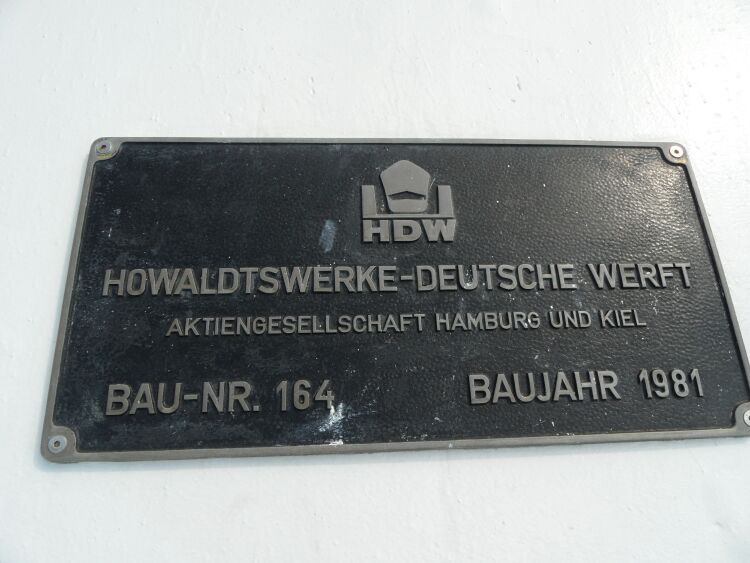 HDW
HOWALDTSWERKE-DEUTSCHE WERFT
AKTIENGESELLSCHAFT HAMBURG UND KIEL
BAU-NR. 164 BAUJAHR 1981